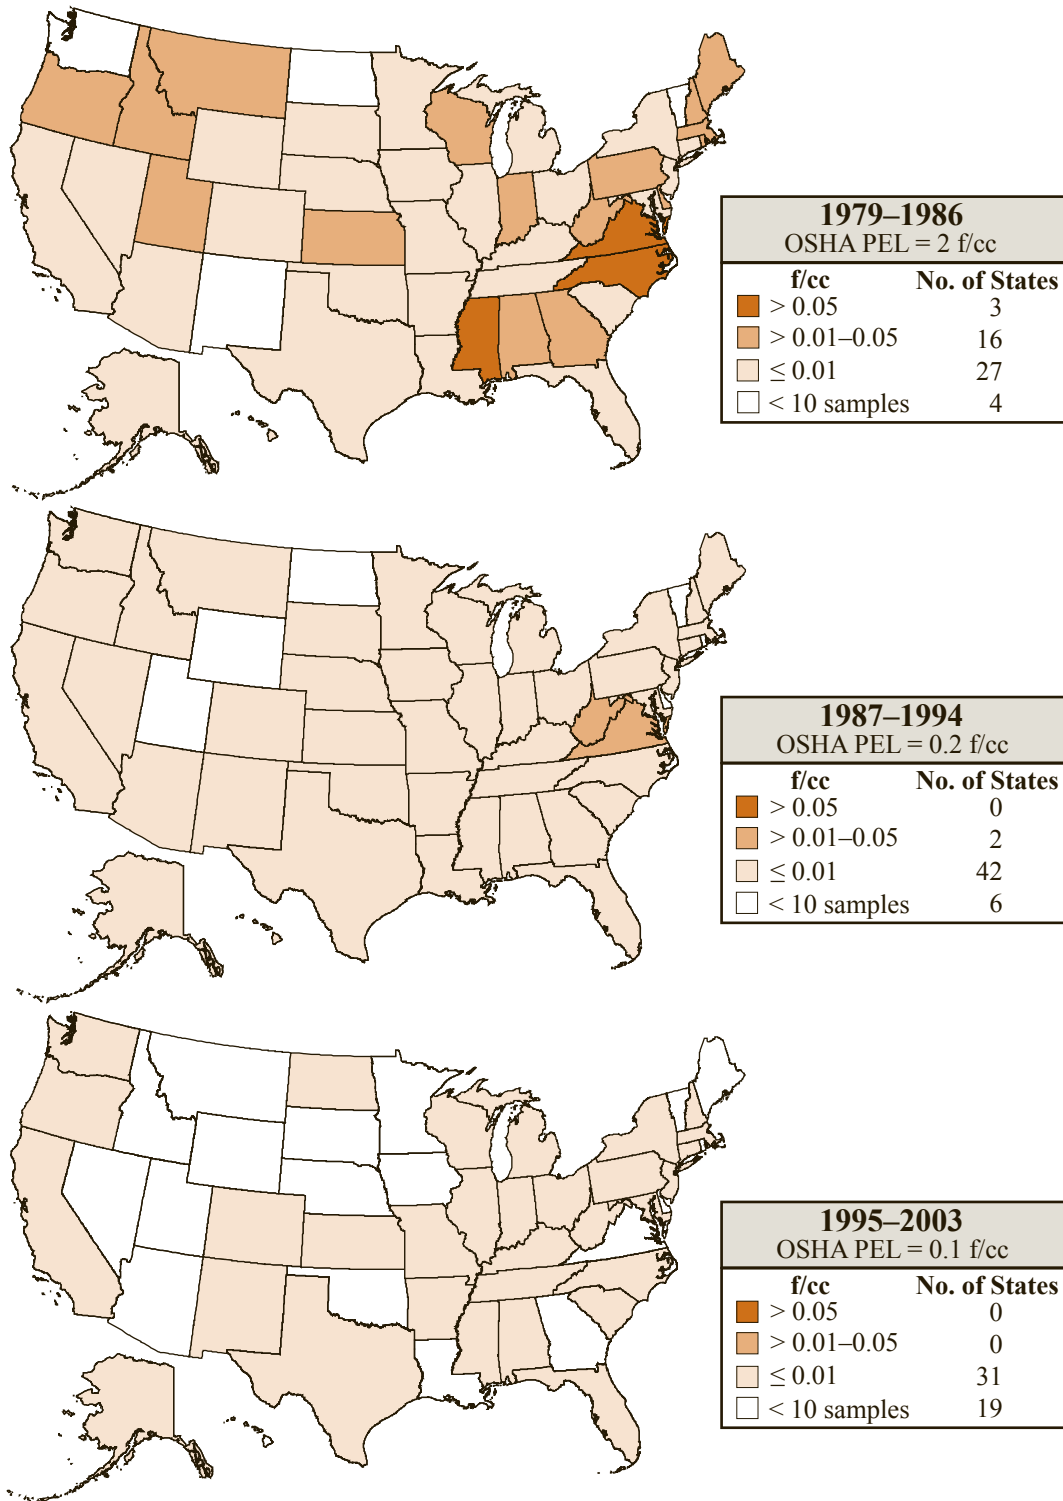 1979–1986
OSHA PEL = 2 f/cc
f/cc No. of States
> 0.05 3
> 0.01–0.05 16
≤ 0.01 27
< 10 samples 4
1987–1994
OSHA PEL = 0.2 f/cc
f/cc No. of States
> 0.05 0
> 0.01–0.05 2
≤ 0.01 42
< 10 samples 6
1995–2003
OSHA PEL = 0.1 f/cc
f/cc No. of States
> 0.05 0
> 0.01–0.05 0
≤ 0.01 31
< 10 samples 19